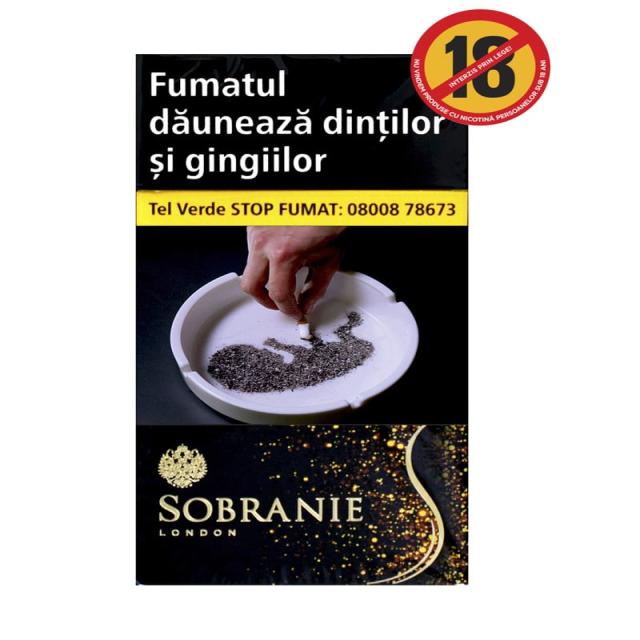 18
INTERZIS PRIN LEGE!
NU VINDEM PRODUSE CU NICOTINĂ PERSOANELOR SUB 18 ANI
Fumatul
dăunează dinților
și gingiilor
Tel Verde STOP FUMAT: 08008 78673
SOBRANIE
LONDON